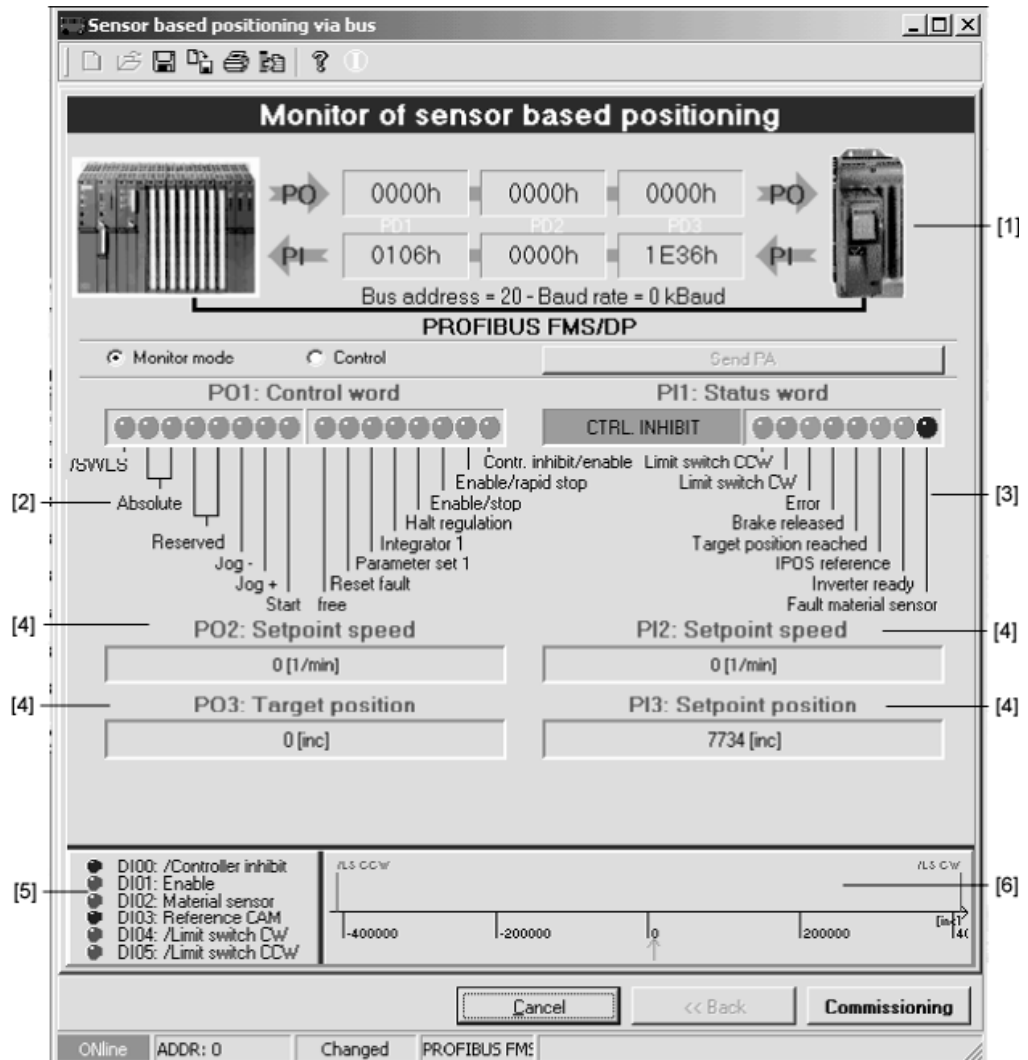 Sensor based positioning via bus
Monitor of sensor based positioning
PO 0000h 0000h 0000h PO
PD1 PD2 PD3
PI 0106h 0000h 1E36h PI
[1]
Bus address = 20 - Baud rate = 0 kBaud
PROFIBUS FMS/DP
Monitor mode Control Send PA
PO1: Control word PI1: Status word
CTRL. INHIBIT
/SWLS Contr. inhibit/enable Limit switch CCW
Enable/rapid stop Limit switch CW
[2] Absolute Enable/stop Error [3]
Halt regulation Brake released
Reserved Integrator 1 Target position reached
Jog - Parameter set 1 IPOS reference
Jog + Reset fault Inverter ready
Start free Fault material sensor
[4] PO2: Setpoint speed PI2: Setpoint speed [4]
0 [1/min] 0 [1/min]
[4] PO3: Target position PI3: Setpoint position [4]
0 [inc] 7734 [inc]
[5]
DI00: /Controller inhibit
DI01: Enable
DI02: Material sensor
DI03: Reference CAM
DI04: /Limit switch CW
DI05: /Limit switch CCW
/LS CCW /LS CW
[6]
-400000 -200000 0 200000
Cancel << Back Commissioning
ONline ADDR: 0 Changed PROFIBUS FMS